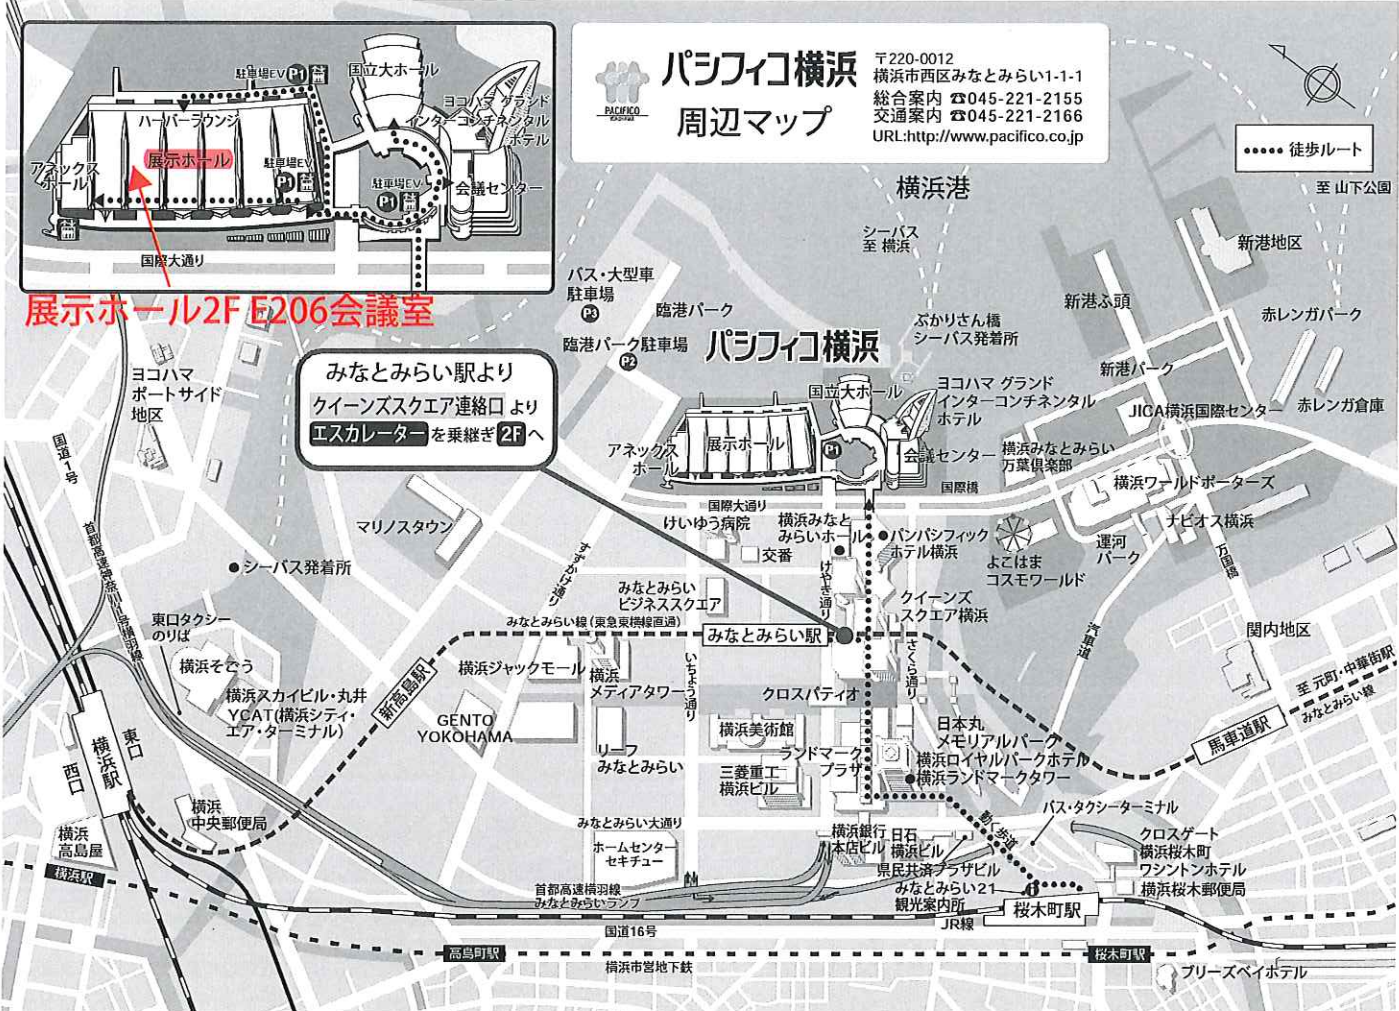 駐車場EV P1
国立大ホール
ハーバーラウンジ
ヨコハマ グランド
インターコンチネンタル
ホテル
アネックス
ホール
展示ホール
駐車場EV
P1
駐車場EV
P1
会議センター
国際大通り
展示ホール2F E206会議室
パシフィコ横浜
周辺マップ
PACIFICO
YOKOHAMA
〒220-0012
横浜市西区みなとみらい1-1-1
総合案内 ☎045-221-2155
交通案内 ☎045-221-2166
URL:http://www.pacifico.co.jp
徒歩ルート
至 山下公園
横浜港
シーバス
至 横浜
新港地区
バス・大型車
駐車場
P3
臨港パーク
新港ふ頭
ぷかりさん橋
シーバス発着所
赤レンガパーク
臨港パーク駐車場
P2
パシフィコ横浜
みなとみらい駅より
クイーンズスクエア連絡口 より
エスカレーター を乗継ぎ 2F へ
ヨコハマ
ポートサイド
地区
国立大ホール
ヨコハマ グランド
インターコンチネンタル
ホテル
新港パーク
JICA横浜国際センター
赤レンガ倉庫
国道1号
アネックス
ホール
展示ホール
P1
会議センター
横浜みなとみらい
万葉倶楽部
横浜ワールドポーターズ
国際橋
国際大通り
けいゆう病院
横浜みなと
みらいホール
パンパシフィック
ホテル横浜
ナビオス横浜
マリノスタウン
交番
よこはま
コスモワールド
運河
パーク
万国橋
首都高速神奈川1号横羽線
シーバス発着所
すずかけ通り
みなとみらい
ビジネススクエア
けやき通り
クイーンズ
スクエア横浜
汽車道
関内地区
東口タクシー
のりば
みなとみらい線(東急東横線直通)
みなとみらい駅
さくら通り
横浜そごう
新高島駅
横浜ジャックモール
横浜
メディアタワー
いちょう通り
クロスパティオ
至 元町・中華街駅
みなとみらい線
馬車道駅
横浜スカイビル・丸井
YCAT(横浜シティ・
エア・ターミナル)
GENTO
YOKOHAMA
リーフ
みなとみらい
横浜美術館
ランドマーク
プラザ
日本丸
メモリアルパーク
横浜ロイヤルパークホテル
横浜ランドマークタワー
横浜駅
東口
西口
三菱重工
横浜ビル
横浜
中央郵便局
みなとみらい大通り
バス・タクシーターミナル
動く歩道
横浜
高島屋
ホームセンター
セキチュー
横浜銀行
本店ビル
日石
横浜ビル
県民共済プラザビル
みなとみらい21
観光案内所
クロスゲート
横浜桜木町
ワシントンホテル
横浜桜木郵便局
横浜駅
首都高速横羽線
みなとみらいランプ
桜木町駅
JR線
国道16号
高島町駅
横浜市営地下鉄
桜木町駅
ブリーズベイホテル